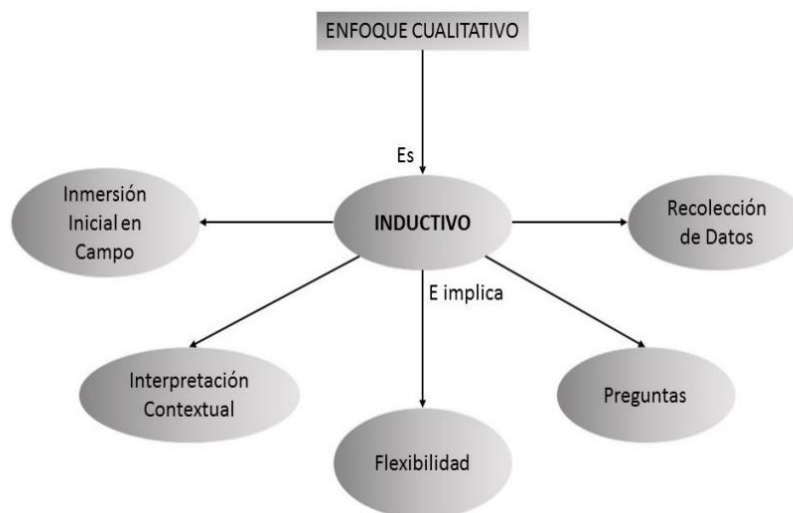 ENFOQUE CUALITATIVO
Es
Inmersión
Inicial en
Campo
INDUCTIVO
Recolección
de Datos
E implica
Interpretación
Contextual
Preguntas
Flexibilidad